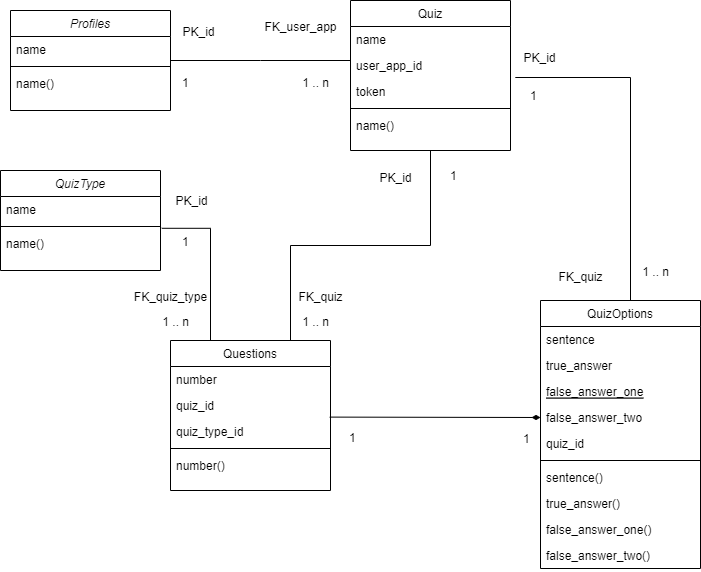 Profiles
name
name()
PK_id
1
FK_user_app
1 .. n
Quiz
name
user_app_id
token
name()
PK_id
1
PK_id
1
QuizType
name
name()
PK_id
1
FK_quiz_type
1 .. n
FK_quiz
1 .. n
FK_quiz
1 .. n
Questions
number
quiz_id
quiz_type_id
number()
1
1
QuizOptions
sentence
true_answer
false_answer_one
false_answer_two
quiz_id
sentence()
true_answer()
false_answer_one()
false_answer_two()